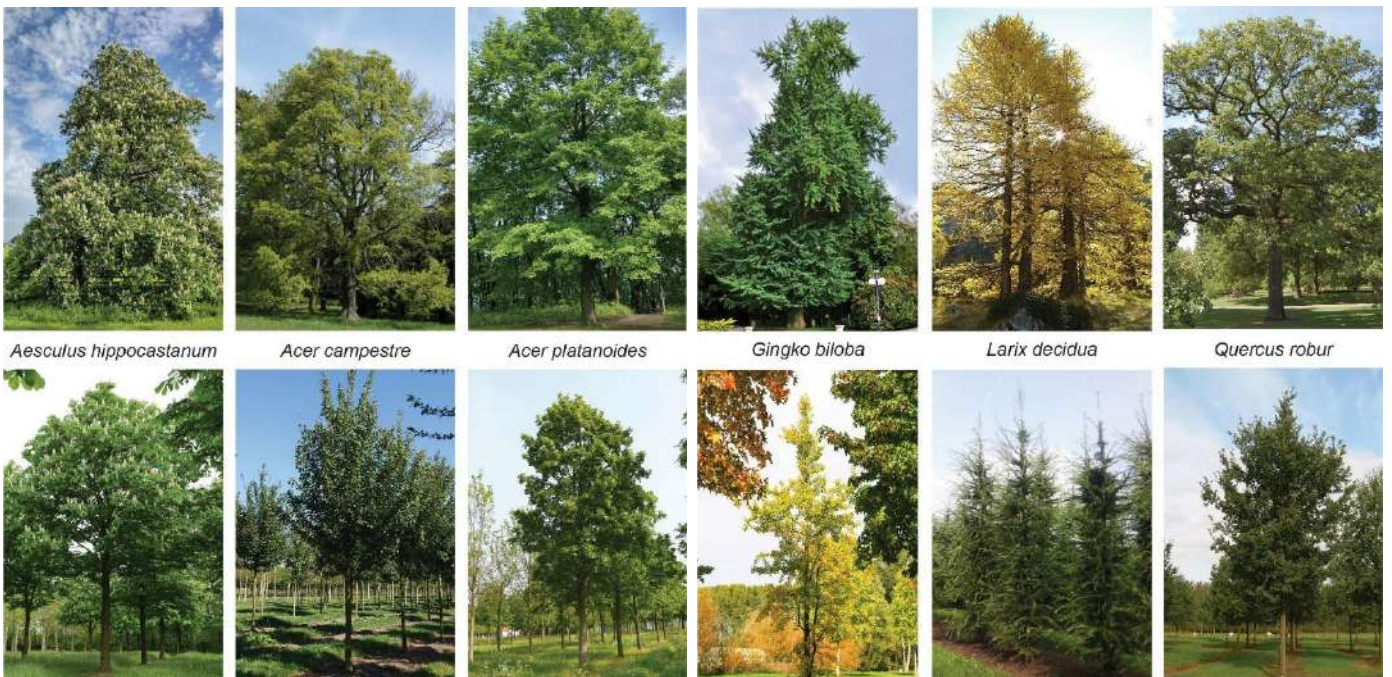 Aesculus hippocastanum
Acer campestre
Acer platanoides
Gingko biloba
Larix decidua
Quercus robur